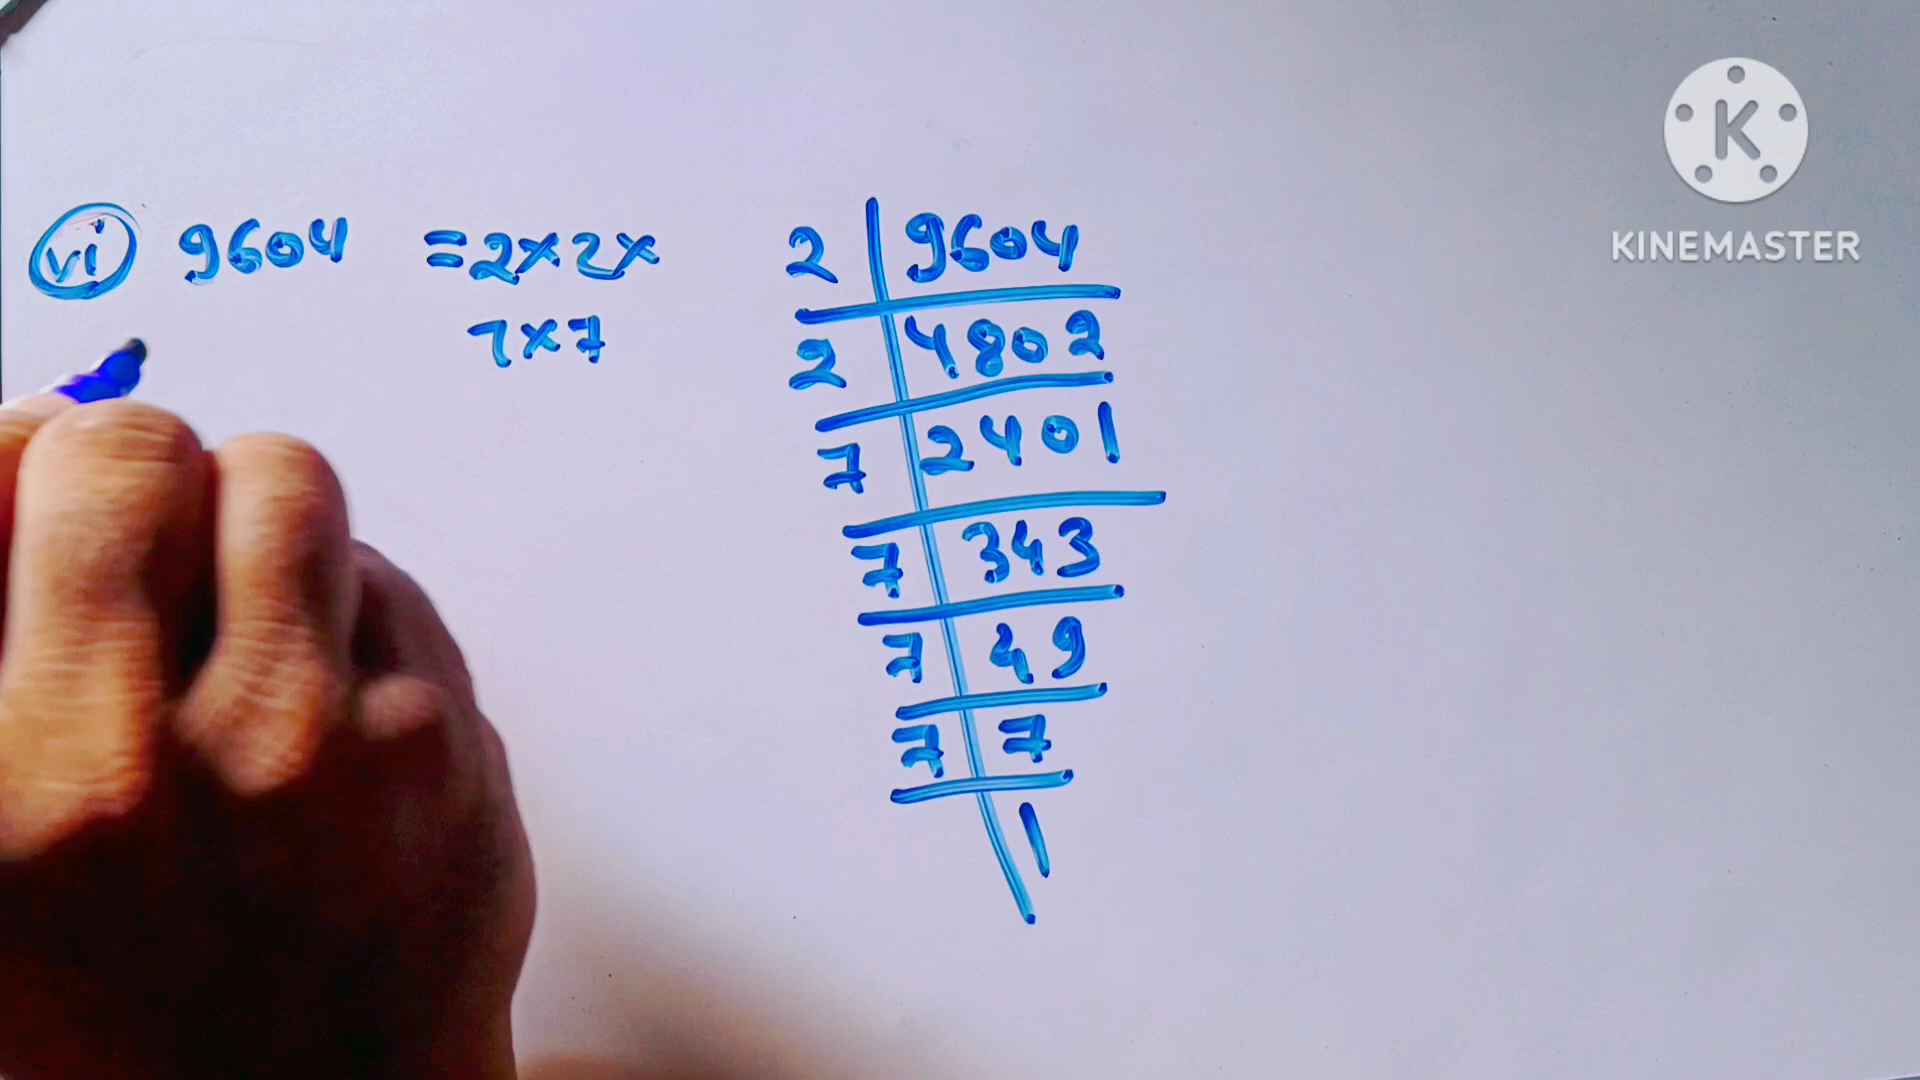 vi 9604 = 2 x 2 x
7 x 7
2 9604
2 4802
7 2401
7 343
7 49
7 7
1
K
KINEMASTER